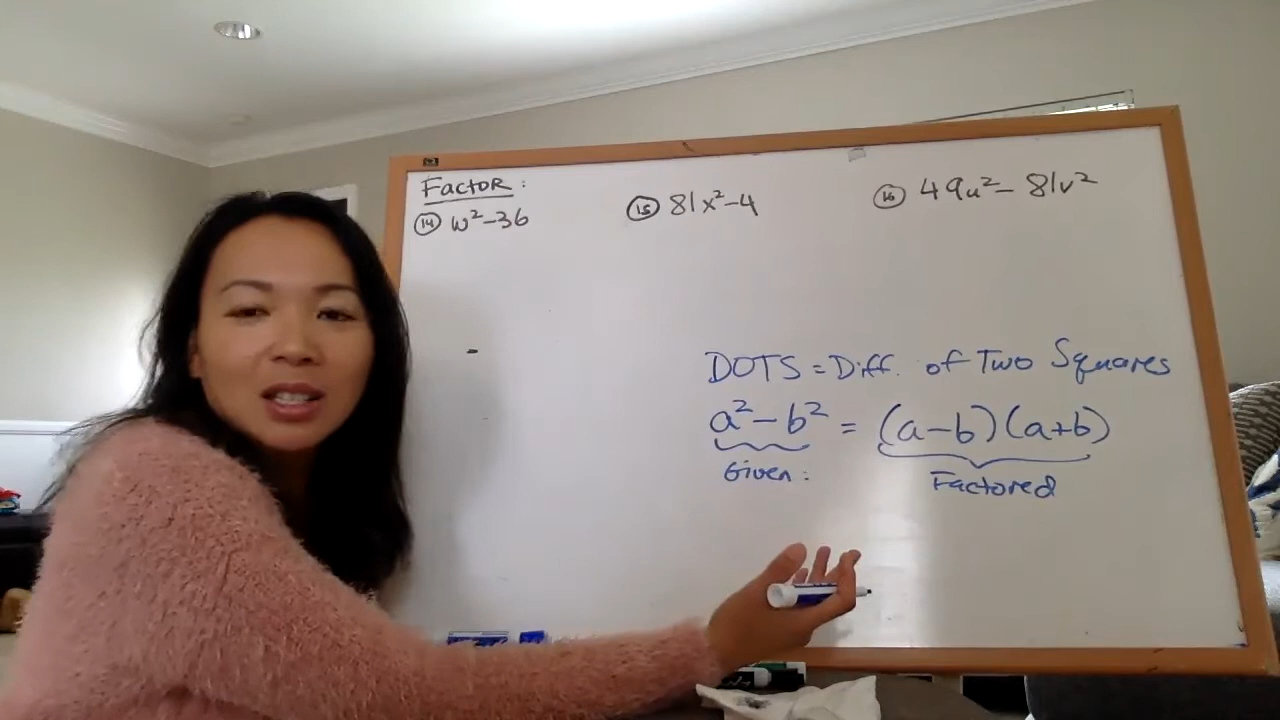 Factor:
⑭ w²-36
⑮ 81x²-4
⑯ 49u²-81v²
DOTS = Diff. of Two Squares
a²-b² = (a-b)(a+b)
Given: Factored